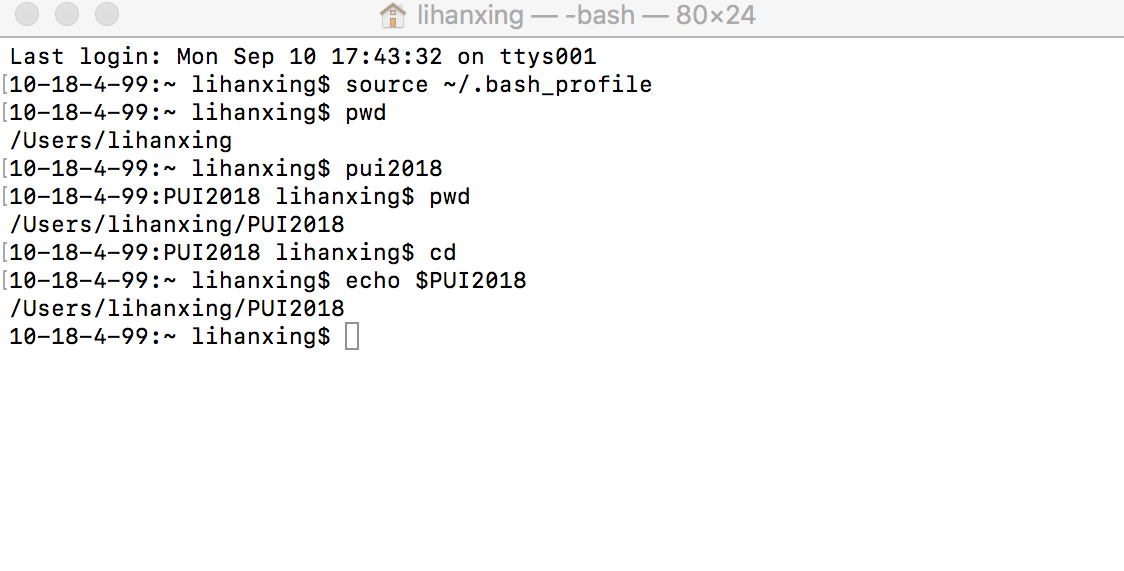 lihanxing — -bash — 80×24
Last login: Mon Sep 10 17:43:32 on ttys001
[10-18-4-99:~ lihanxing$ source ~/.bash_profile
[10-18-4-99:~ lihanxing$ pwd
/Users/lihanxing
[10-18-4-99:~ lihanxing$ pui2018
[10-18-4-99:PUI2018 lihanxing$ pwd
/Users/lihanxing/PUI2018
[10-18-4-99:PUI2018 lihanxing$ cd
[10-18-4-99:~ lihanxing$ echo $PUI2018
/Users/lihanxing/PUI2018
10-18-4-99:~ lihanxing$